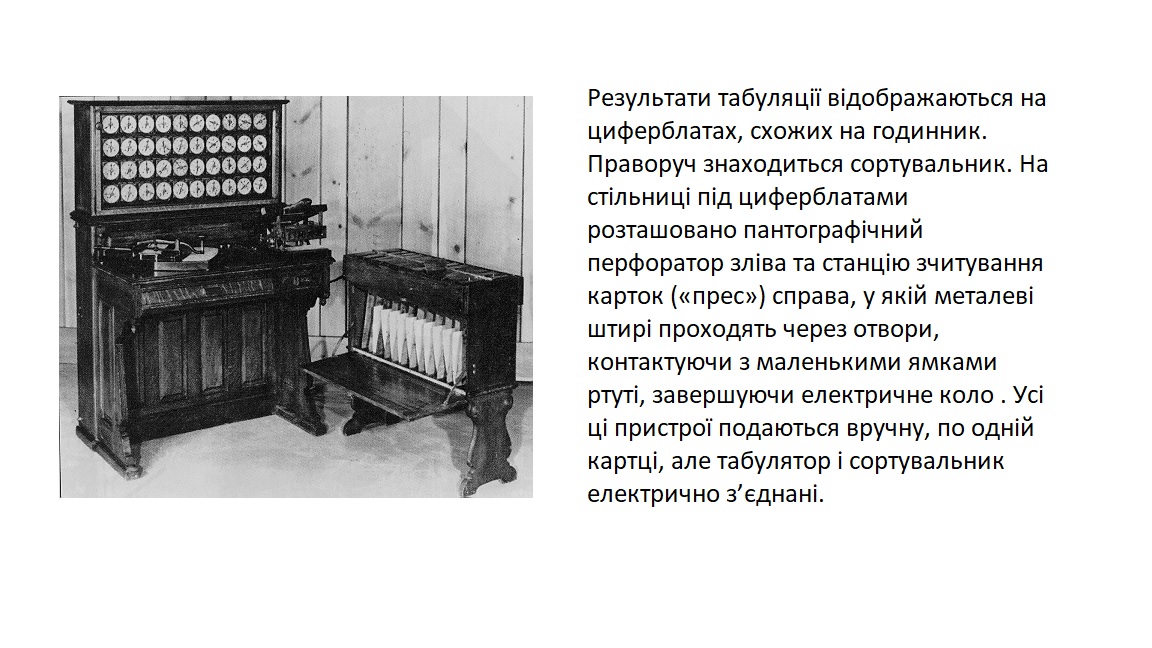 Результати табуляції відображаються на
циферблатах, схожих на годинник.
Праворуч знаходиться сортувальник. На
стільниці під циферблатами
розташовано пантографічний
перфоратор зліва та станцію зчитування
карток («прес») справа, у якій металеві
штирі проходять через отвори,
контактуючи з маленькими ямками
ртуті, завершуючи електричне коло . Усі
ці пристрої подаються вручну, по одній
картці, але табулятор і сортувальник
електрично з’єднані.